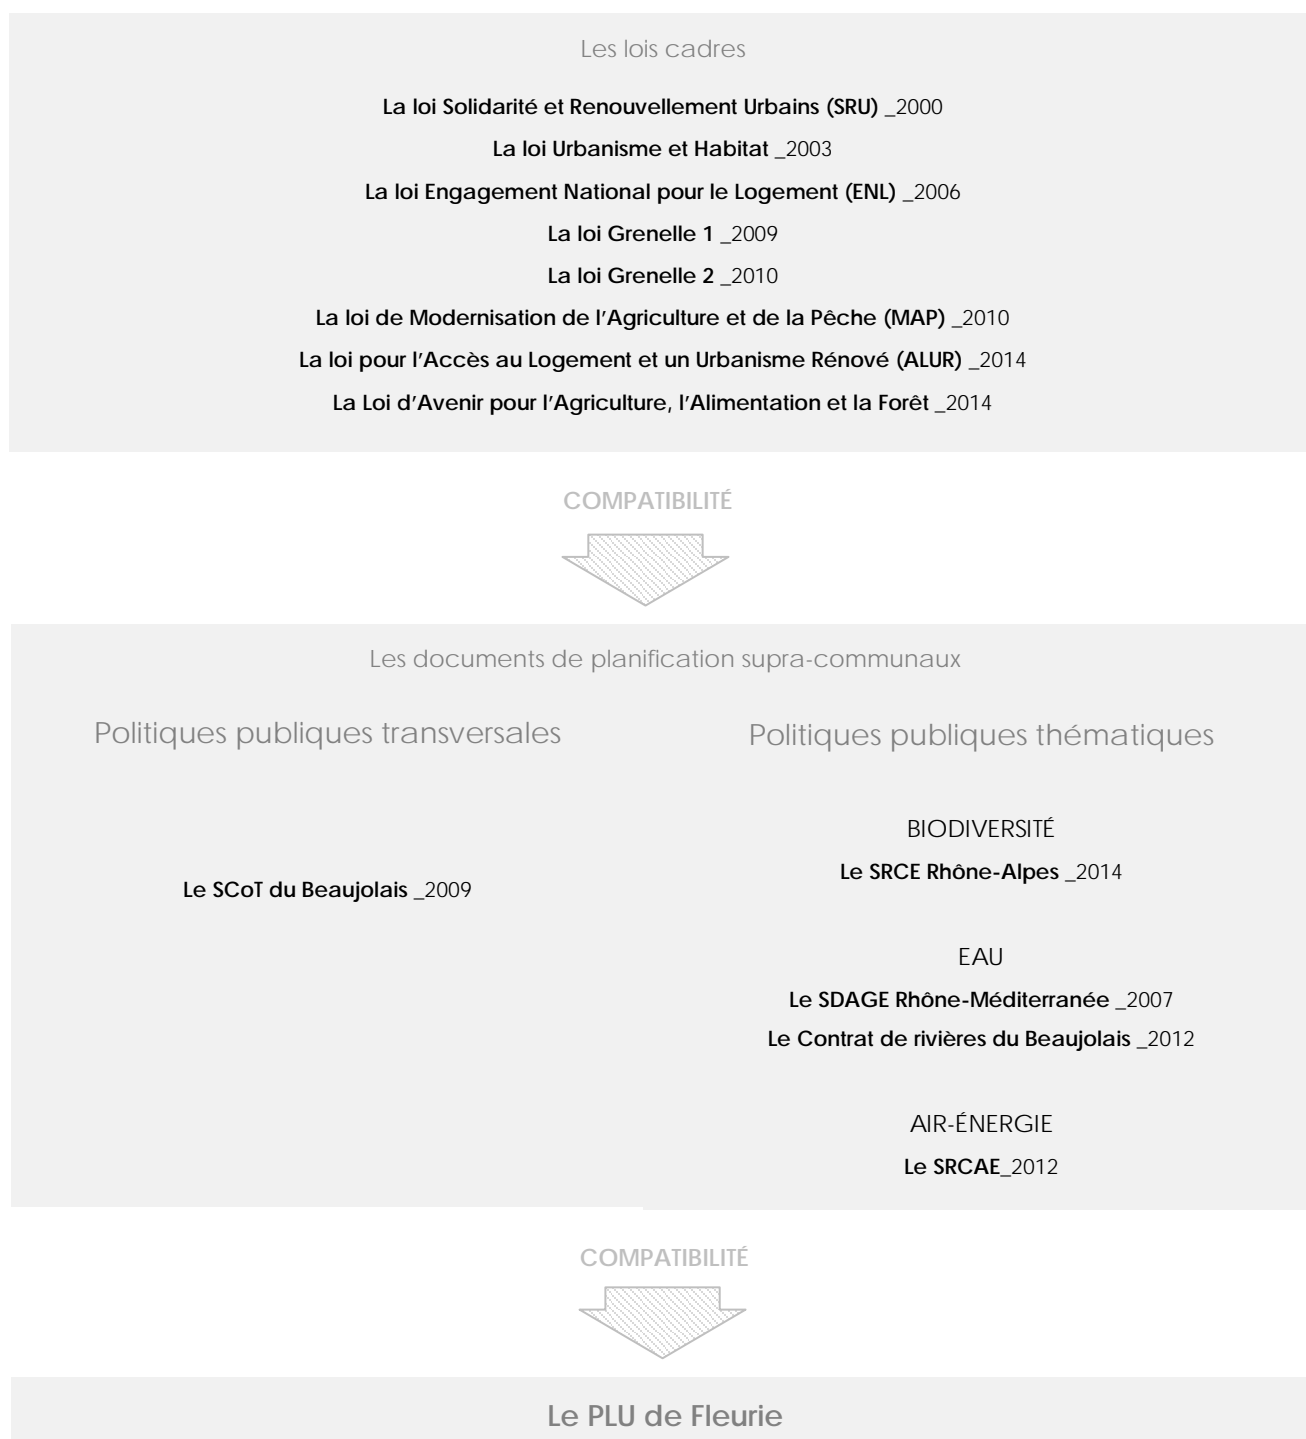 Les lois cadres
La loi Solidarité et Renouvellement Urbains (SRU) _2000
La loi Urbanisme et Habitat _2003
La loi Engagement National pour le Logement (ENL) _2006
La loi Grenelle 1 _2009
La loi Grenelle 2 _2010
La loi de Modernisation de l’Agriculture et de la Pêche (MAP) _2010
La loi pour l’Accès au Logement et un Urbanisme Rénové (ALUR) _2014
La Loi d’Avenir pour l’Agriculture, l’Alimentation et la Forêt _2014
COMPATIBILITÉ
Les documents de planification supra-communaux
Politiques publiques transversales
Le SCoT du Beaujolais _2009
Politiques publiques thématiques
BIODIVERSITÉ
Le SRCE Rhône-Alpes _2014
EAU
Le SDAGE Rhône-Méditerranée _2007
Le Contrat de rivières du Beaujolais _2012
AIR-ÉNERGIE
Le SRCAE_2012
COMPATIBILITÉ
Le PLU de Fleurie